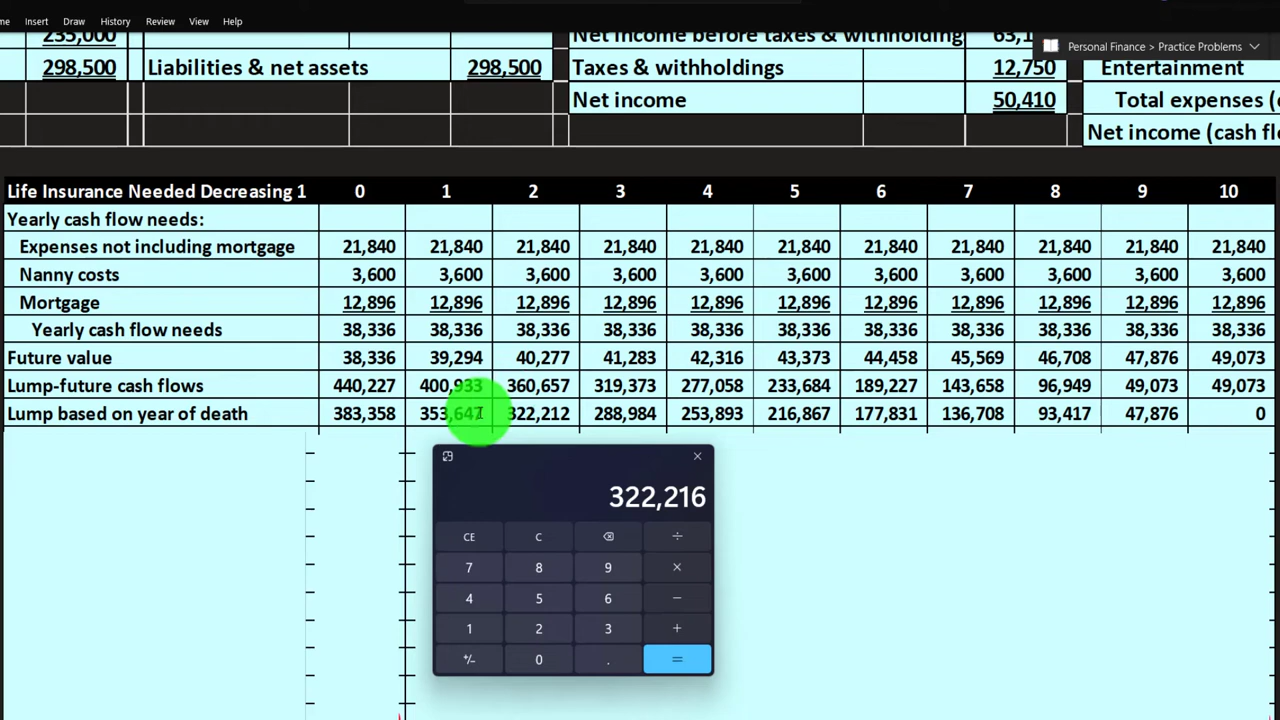 me Insert Draw History Review View Help
Personal Finance > Practice Problems
235,000 Net income before taxes & withholding
298,500 Liabilities & net assets 298,500 Taxes & withholdings 12,750 Entertainment
Net income 50,410 Total expenses (
Net income (cash
Life Insurance Needed Decreasing 1 0 1 2 3 4 5 6 7 8 9 10
Yearly cash flow needs:
Expenses not including mortgage 21,840 21,840 21,840 21,840 21,840 21,840 21,840 21,840 21,840 21,840 21,840
Nanny costs 3,600 3,600 3,600 3,600 3,600 3,600 3,600 3,600 3,600 3,600 3,600
Mortgage 12,896 12,896 12,896 12,896 12,896 12,896 12,896 12,896 12,896 12,896 12,896
Yearly cash flow needs 38,336 38,336 38,336 38,336 38,336 38,336 38,336 38,336 38,336 38,336 38,336
Future value 38,336 39,294 40,277 41,283 42,316 43,373 44,458 45,569 46,708 47,876 49,073
Lump-future cash flows 440,227 400,933 360,657 319,373 277,058 233,684 189,227 143,658 96,949 49,073 49,073
Lump based on year of death 383,358 353,647 322,212 288,984 253,893 216,867 177,831 136,708 93,417 47,876 0
322,216
CE C ÷
7 8 9 ×
4 5 6 −
1 2 3 +
+/− 0 . =